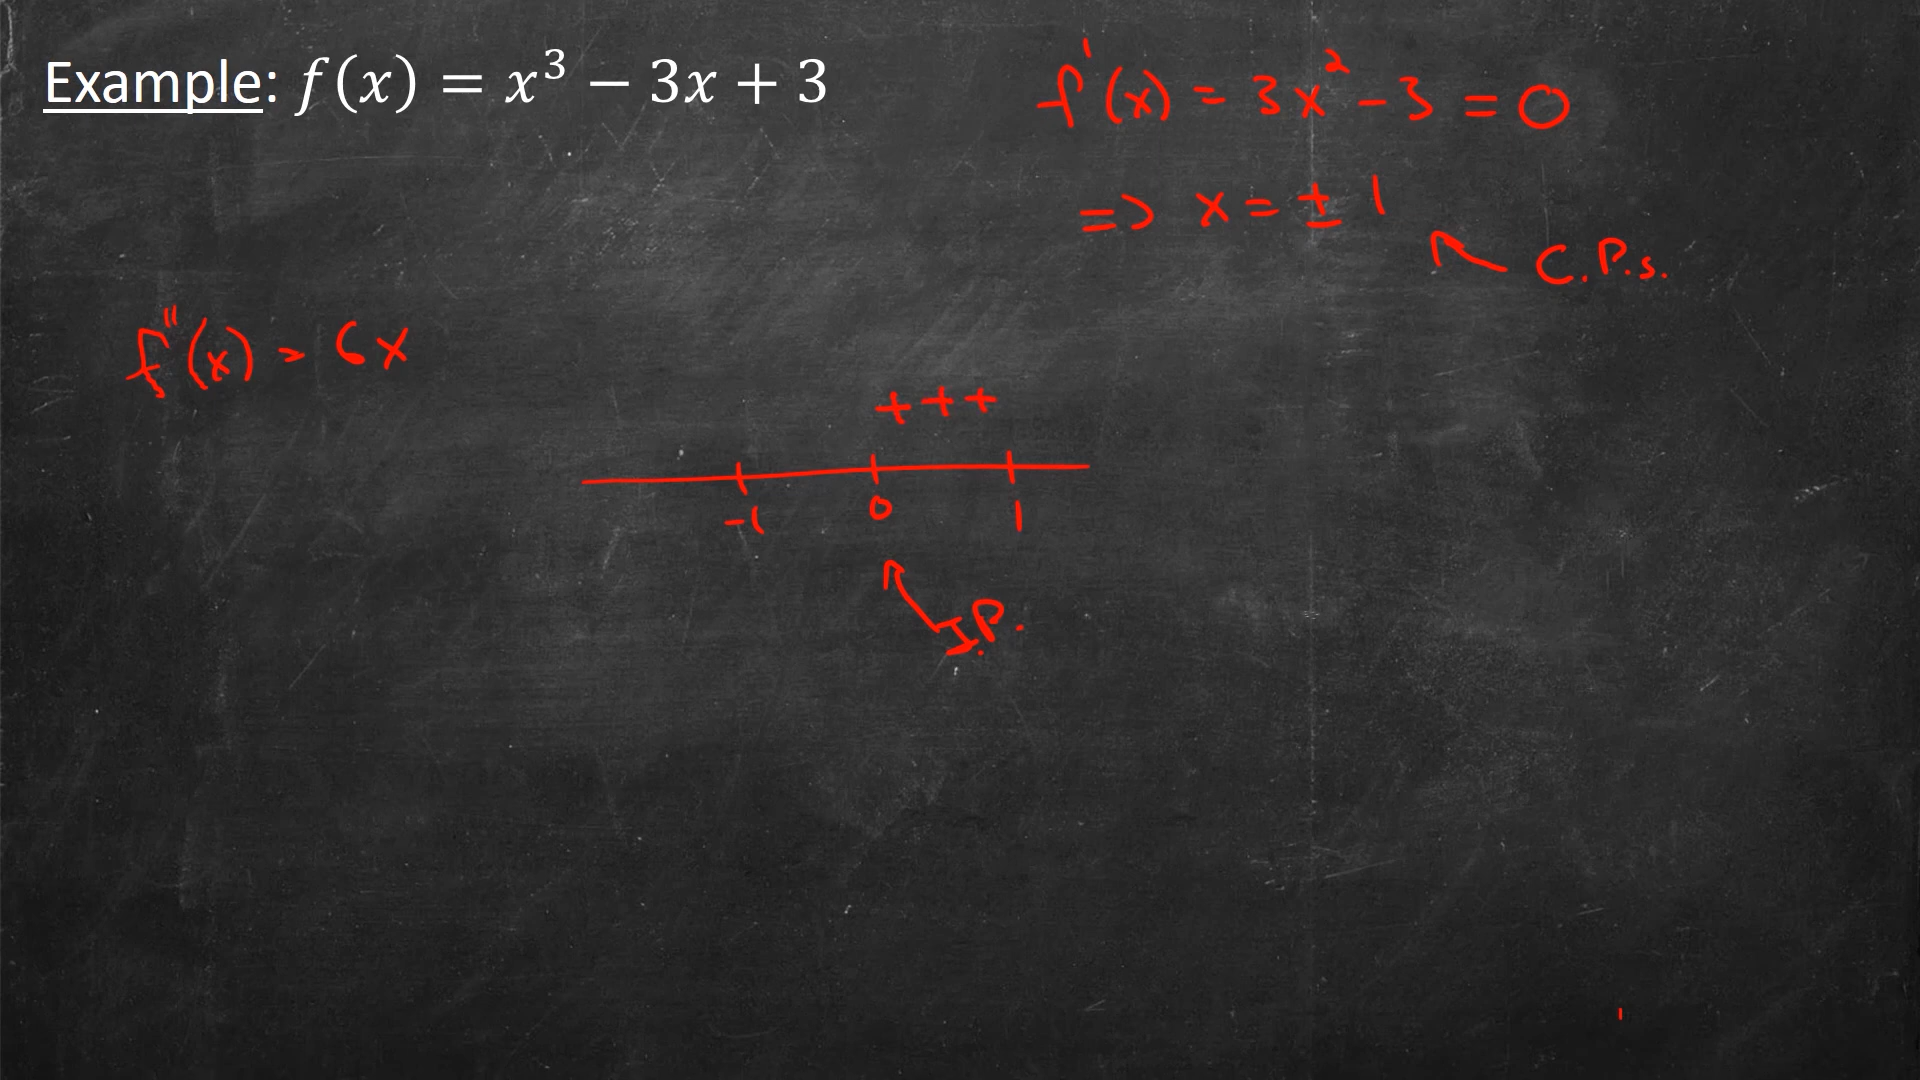 Example: f(x) = x³ − 3x + 3
f'(x) = 3x² - 3 = 0
=> x = ± 1
C.P.s.
f''(x) = 6x
+ + +
-1 0 1
I.P.